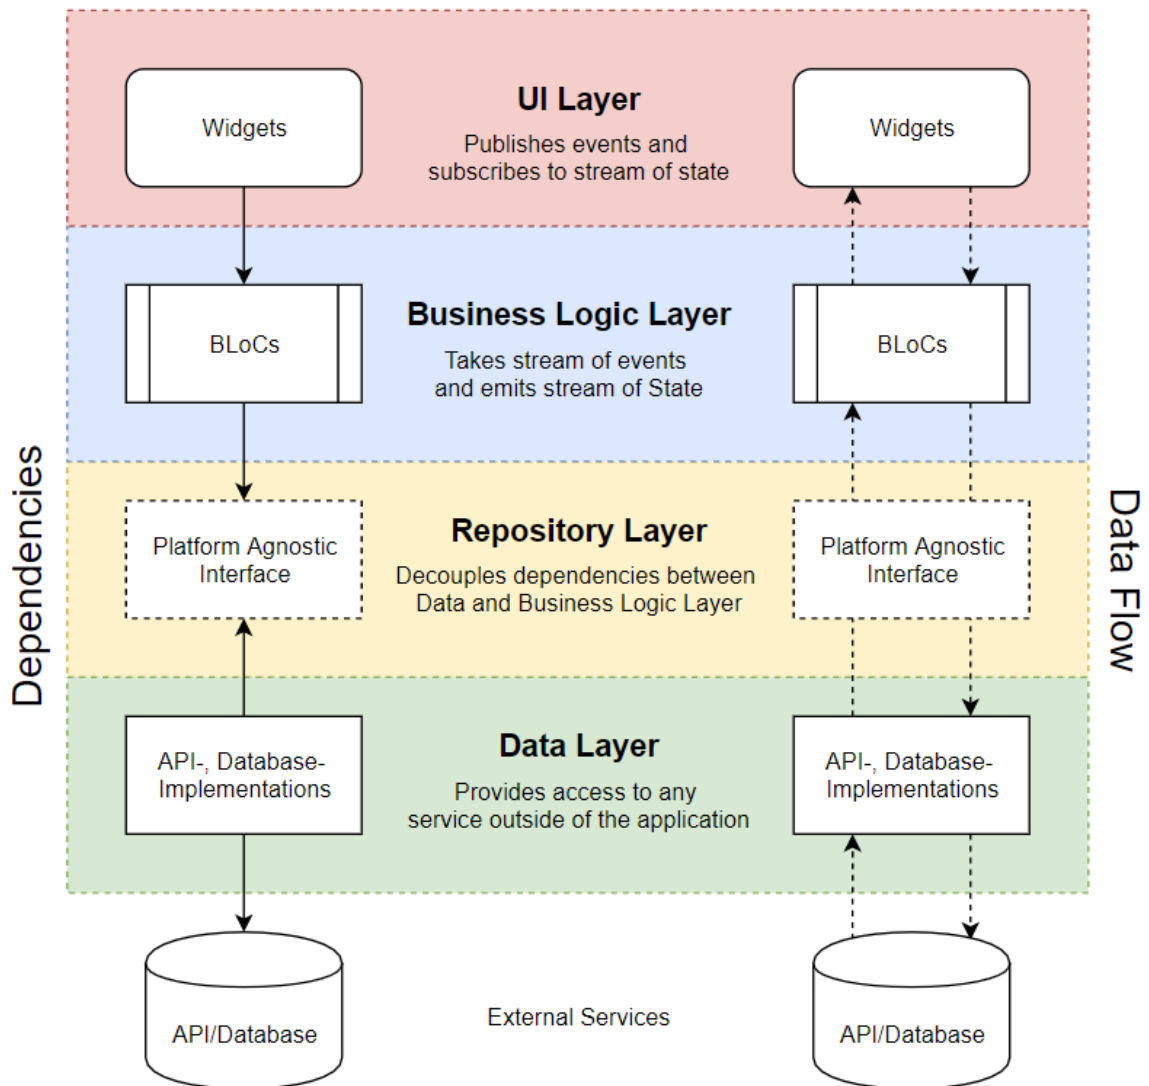 Widgets
UI Layer
Publishes events and
subscribes to stream of state
Widgets
BLoCs
Business Logic Layer
Takes stream of events
and emits stream of State
BLoCs
Dependencies
Platform Agnostic
Interface
Repository Layer
Decouples dependencies between
Data and Business Logic Layer
Platform Agnostic
Interface
Data Flow
API-, Database-
Implementations
Data Layer
Provides access to any
service outside of the application
API-, Database-
Implementations
API/Database
External Services
API/Database